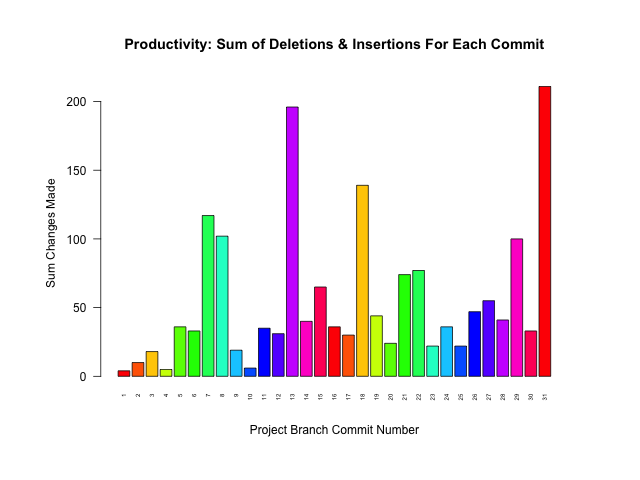 Productivity: Sum of Deletions & Insertions For Each Commit
Sum Changes Made
200
150
100
50
0
1 2 3 4 5 6 7 8 9 10 11 12 13 14 15 16 17 18 19 20 21 22 23 24 25 26 27 28 29 30 31
Project Branch Commit Number